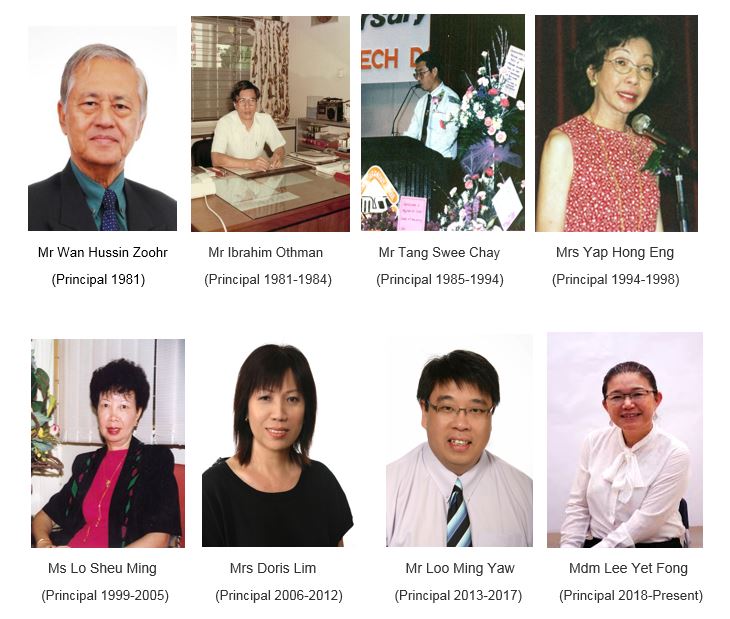 ersary
ECH D
Mr Wan Hussin Zoohr
(Principal 1981)
Mr Ibrahim Othman
(Principal 1981-1984)
Mr Tang Swee Chay
(Principal 1985-1994)
Mrs Yap Hong Eng
(Principal 1994-1998)
Ms Lo Sheu Ming
(Principal 1999-2005)
Mrs Doris Lim
(Principal 2006-2012)
Mr Loo Ming Yaw
(Principal 2013-2017)
Mdm Lee Yet Fong
(Principal 2018-Present)